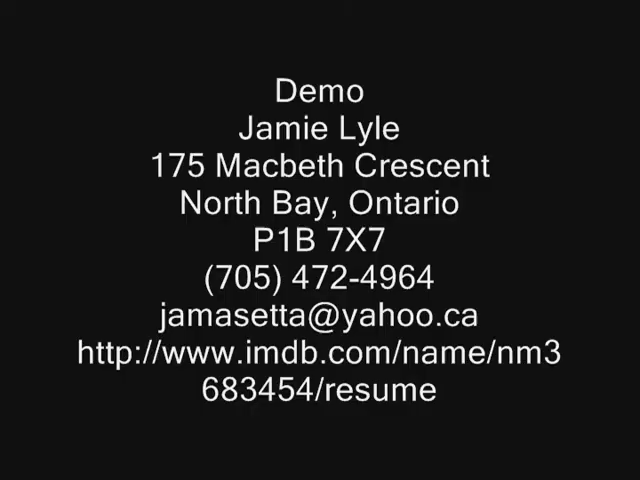 Demo
Jamie Lyle
175 Macbeth Crescent
North Bay, Ontario
P1B 7X7
(705) 472-4964
jamasetta@yahoo.ca
http://www.imdb.com/name/nm3
683454/resume